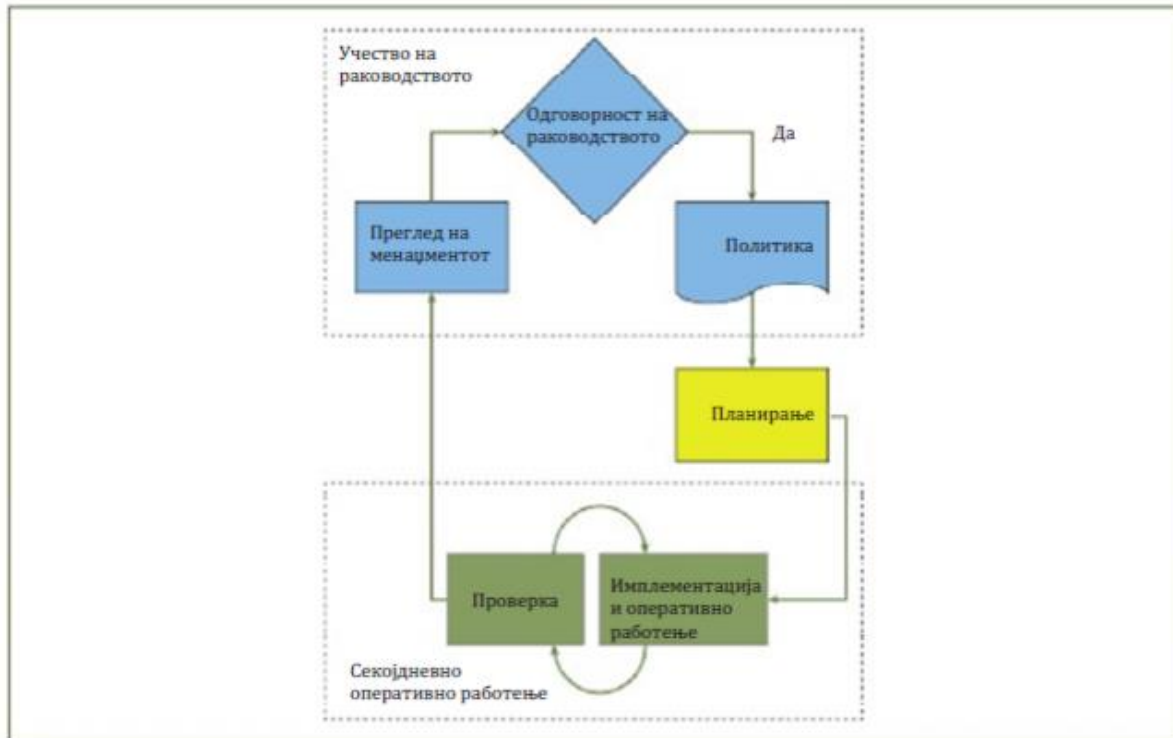 Учество на
раководството
Одговорност на
раководството
Да
Преглед на
менаџментот
Политика
Планирање
Проверка
Имплементација
и оперативно
работење
Секојдневно
оперативно работење